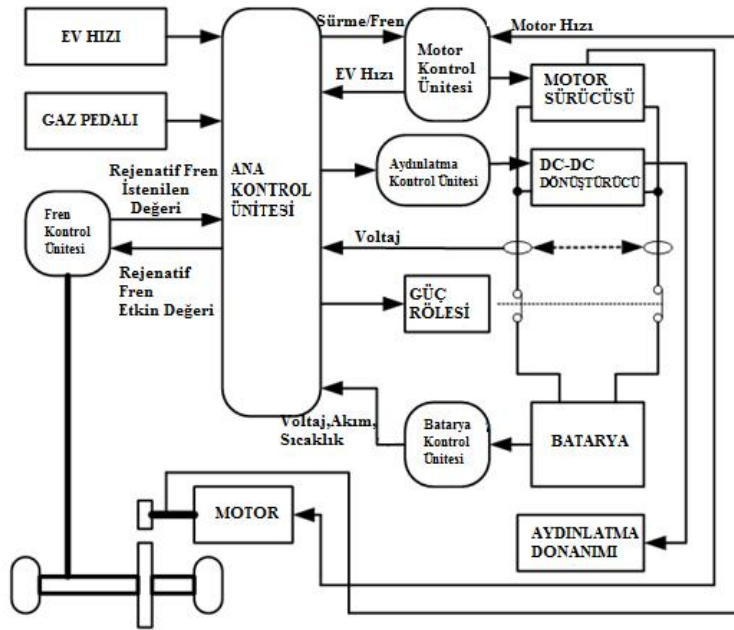 EV HIZI
GAZ PEDALI
Rejenatif Fren
İstenilen
Değeri
Fren
Kontrol
Ünitesi
Rejenatif
Fren
Etkin Değeri
ANA
KONTROL
ÜNİTESİ
Sürme/Fren
EV Hızı
Motor
Kontrol
Ünitesi
Motor Hızı
MOTOR
SÜRÜCÜSÜ
Aydınlatma
Kontrol Ünitesi
DC-DC
DÖNÜŞTÜRÜCÜ
Voltaj
GÜÇ
RÖLESİ
Voltaj,Akım,
Sıcaklık
Batarya
Kontrol
Ünitesi
BATARYA
MOTOR
AYDINLATMA
DONANIMI